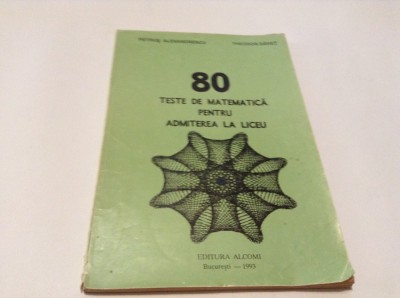 80
TESTE DE MATEMATICĂ
PENTRU
ADMITEREA LA LICEU
EDITURA ALCOMI
București — 1993